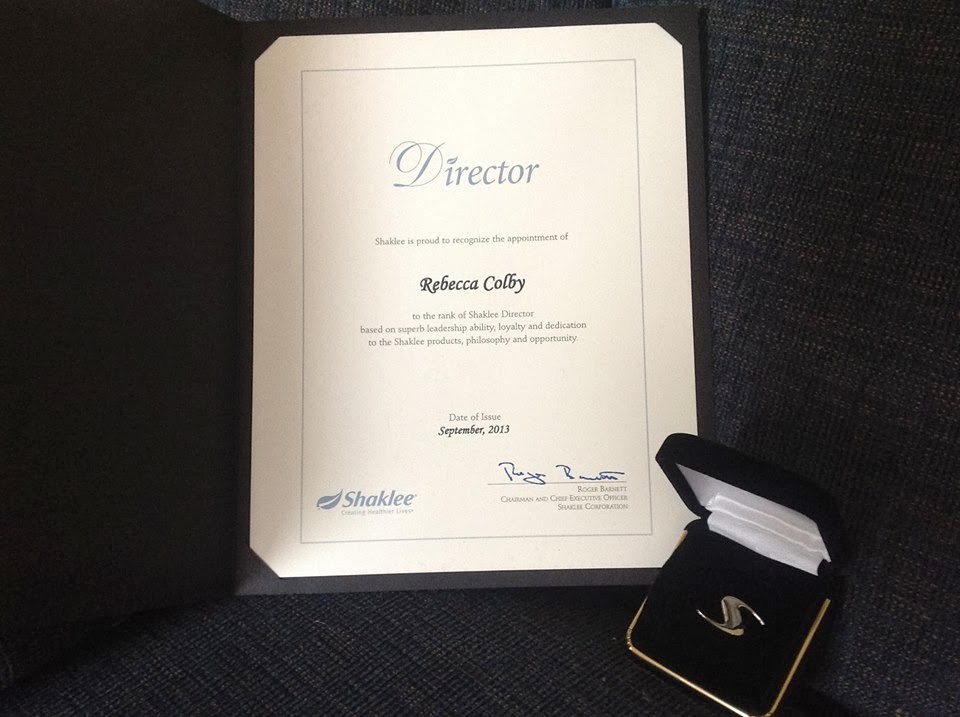 Director
Shaklee is proud to recognize the appointment of
Rebecca Colby
to the rank of Shaklee Director
based on superb leadership ability, loyalty and dedication
to the Shaklee products, philosophy and opportunity.
Date of Issue
September, 2013
Roger Barnett
ROGER BARNETT
CHAIRMAN AND CHIEF EXECUTIVE OFFICER
SHAKLEE CORPORATION
Shaklee®
Creating Healthier Lives®